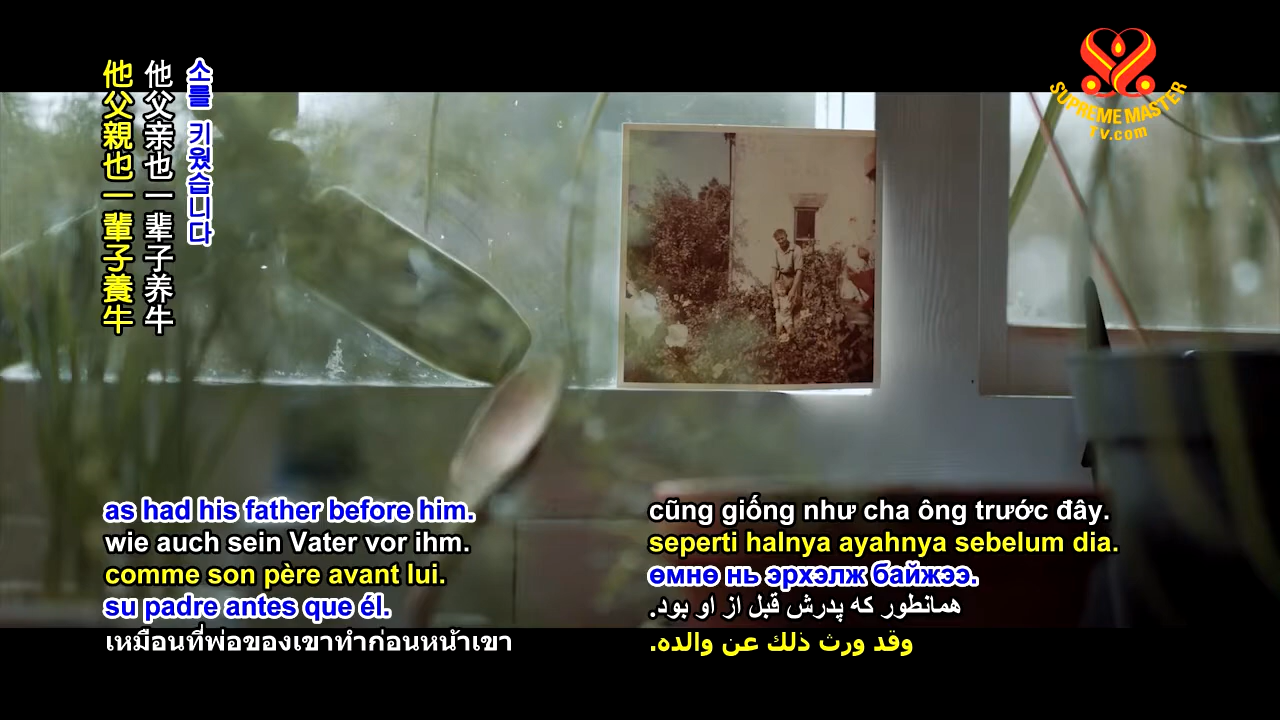 他父親也一輩子養牛
他父亲也一辈子养牛
소를 키웠습니다
SUPREME MASTER
TV.com
as had his father before him.
wie auch sein Vater vor ihm.
comme son père avant lui.
su padre antes que él.
เหมือนที่พ่อของเขาทำก่อนหน้าเขา
cũng giống như cha ông trước đây.
seperti halnya ayahnya sebelum dia.
өмнө нь эрхэлж байжээ.
همانطور که پدرش قبل از او بود.
وقد ورث ذلك عن والده.